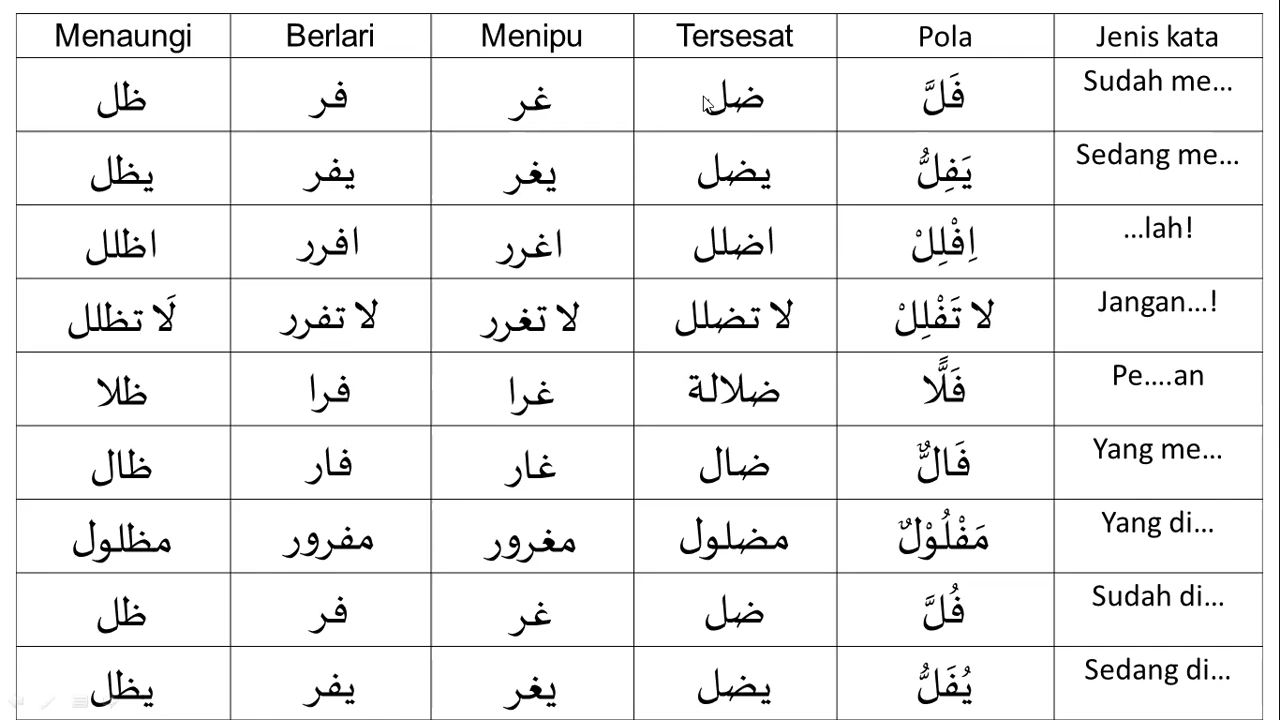 Menaungi Berlari Menipu Tersesat Pola Jenis kata
ظل فر غر ضل فَلَّ Sudah me...
يظل يفر يغر يضل يَفِلُّ Sedang me...
اظلل افرر اغرر اضلل اِفْلِلْ ...lah!
لَا تظلل لا تفرر لا تغرر لا تضلل لا تَفْلِلْ Jangan...!
ظلا فرا غرا ضلالة فَلًّا Pe....an
ظال فار غار ضال فَالٌّ Yang me...
مظلول مفرور مغرور مضلول مَفْلُوْلٌ Yang di...
ظل فر غر ضل فُلَّ Sudah di...
يظل يفر يغر يضل يُفَلُّ Sedang di...